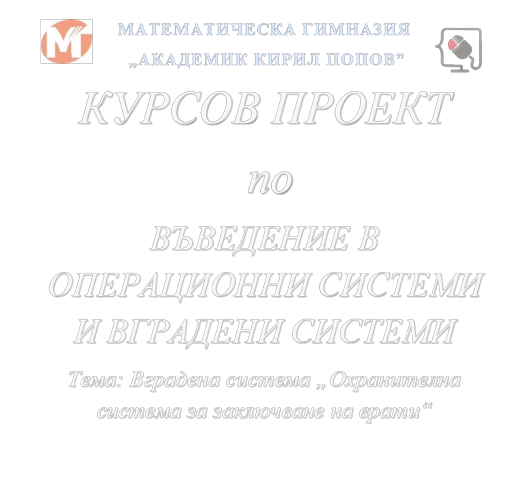 МАТЕМАТИЧЕСКА ГИМНАЗИЯ
„АКАДЕМИК КИРИЛ ПОПОВ”
КУРСОВ ПРОЕКТ
по
ВЪВЕДЕНИЕ В
ОПЕРАЦИОННИ СИСТЕМИ
И ВГРАДЕНИ СИСТЕМИ
Тема: Вградена система „Охранителна
система за заключване на врати“